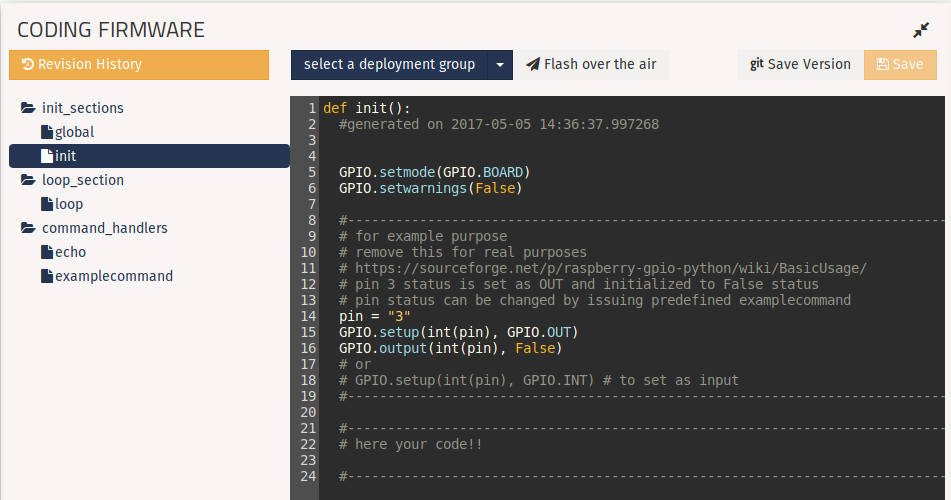 CODING FIRMWARE
Revision History
select a deployment group
Flash over the air
git Save Version
Save
init_sections
global
init
loop_section
loop
command_handlers
echo
examplecommand
1 def init():
2 #generated on 2017-05-05 14:36:37.997268
3
4
5 GPIO.setmode(GPIO.BOARD)
6 GPIO.setwarnings(False)
7
8 #--------------------------------------------------------------------------
9 # for example purpose
10 # remove this for real purposes
11 # https://sourceforge.net/p/raspberry-gpio-python/wiki/BasicUsage/
12 # pin 3 status is set as OUT and initialized to False status
13 # pin status can be changed by issuing predefined examplecommand
14 pin = "3"
15 GPIO.setup(int(pin), GPIO.OUT)
16 GPIO.output(int(pin), False)
17 # or
18 # GPIO.setup(int(pin), GPIO.INT) # to set as input
19 #--------------------------------------------------------------------------
20
21 #--------------------------------------------------------------------------
22 # here your code!!
23
24 #--------------------------------------------------------------------------